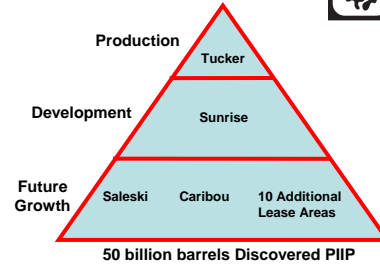 Production
Tucker
Development
Sunrise
Future
Growth
Saleski Caribou 10 Additional
Lease Areas
50 billion barrels Discovered PIIP